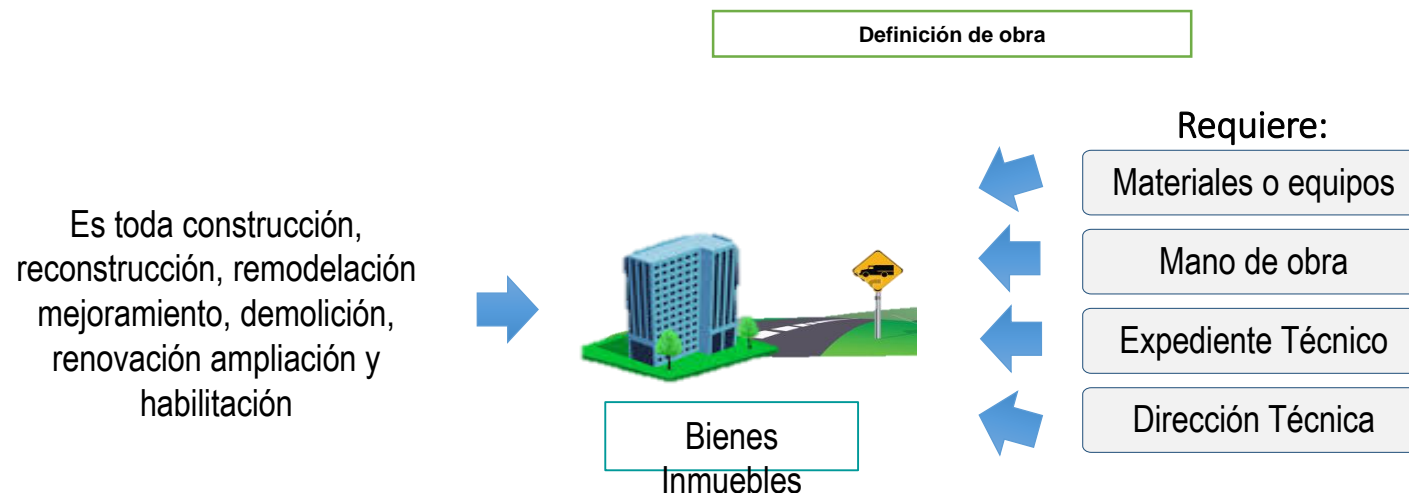 Definición de obra
Es toda construcción,
reconstrucción, remodelación
mejoramiento, demolición,
renovación ampliación y
habilitación
Bienes
Inmuebles
Requiere:
Materiales o equipos
Mano de obra
Expediente Técnico
Dirección Técnica